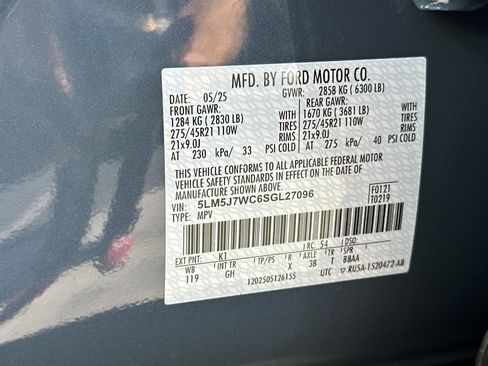 MFD. BY FORD MOTOR CO.
DATE: 05/25 GVWR: 2858 KG ( 6300 LB)
FRONT GAWR: REAR GAWR:
1284 KG ( 2830 LB) 1670 KG ( 3681 LB)
275/45R21 110W WITH TIRES 275/45R21 110W WITH TIRES
21x9.0J RIMS 21x9.0J RIMS
AT 230 kPa/ 33 PSI COLD AT 275 kPa/ 40 PSI COLD
THIS VEHICLE CONFORMS TO ALL APPLICABLE FEDERAL MOTOR
VEHICLE SAFETY AND BUMPER STANDARDS IN EFFECT ON THE DATE OF
MANUFACTURE SHOWN ABOVE.
VIN: 5LM5J7WC6SGL27096 F0121
TYPE: MPV T0219
EXT PNT: K1 RC: 54 DSO:
WB INT TR TP/PS R AXLE TR SPR
119 GH X 3B T BBAA
1202505126155 UTC RU5A-1520472-AB